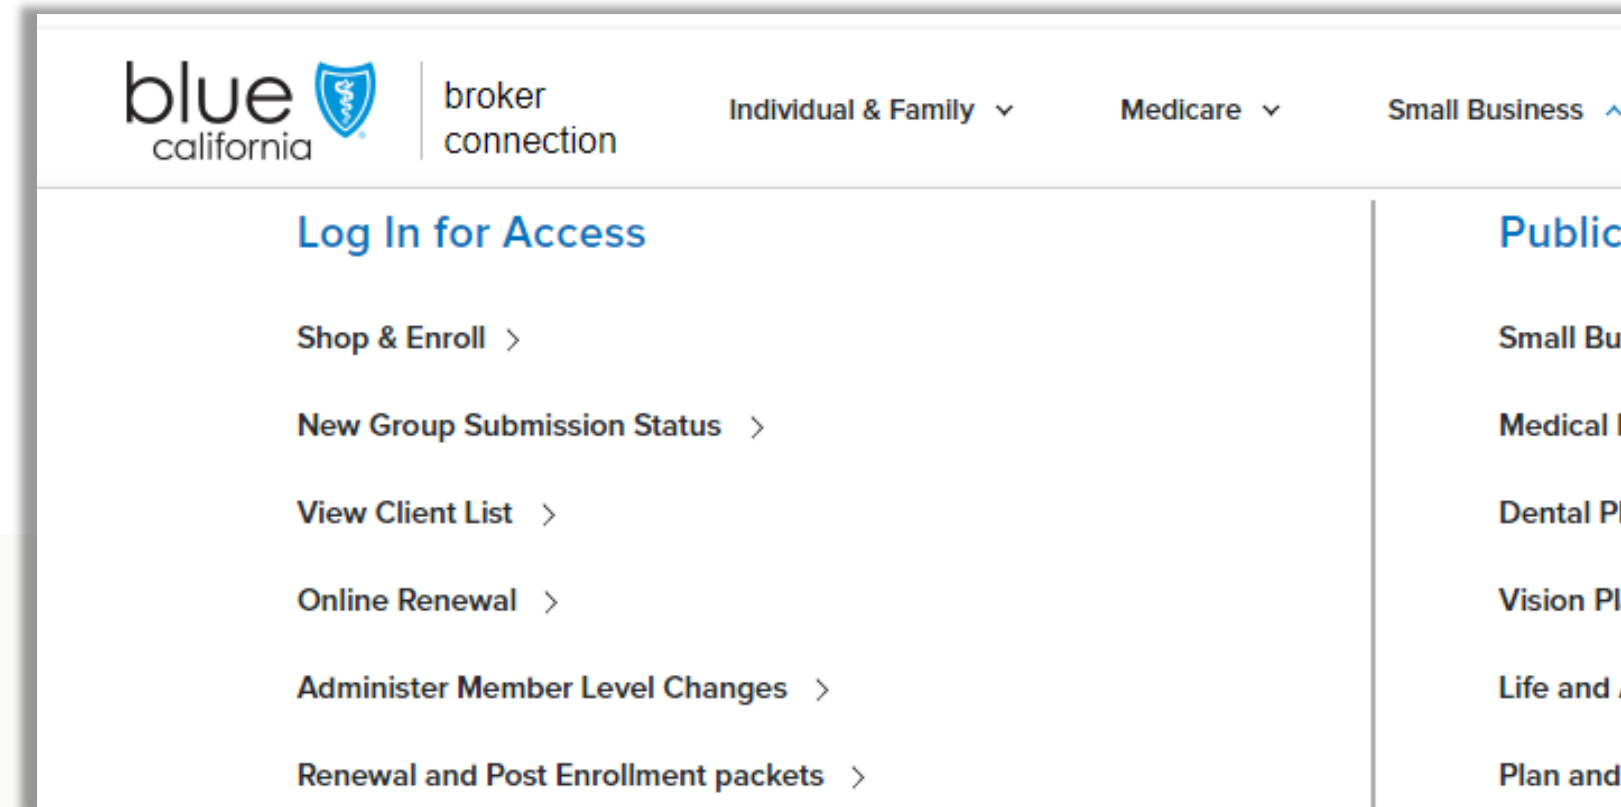 blue
california
broker
connection
Individual & Family
Medicare
Small Business
Log In for Access
Shop & Enroll
New Group Submission Status
View Client List
Online Renewal
Administer Member Level Changes
Renewal and Post Enrollment packets
Public
Small
Medical
Dental
Vision
Life and
Plan and